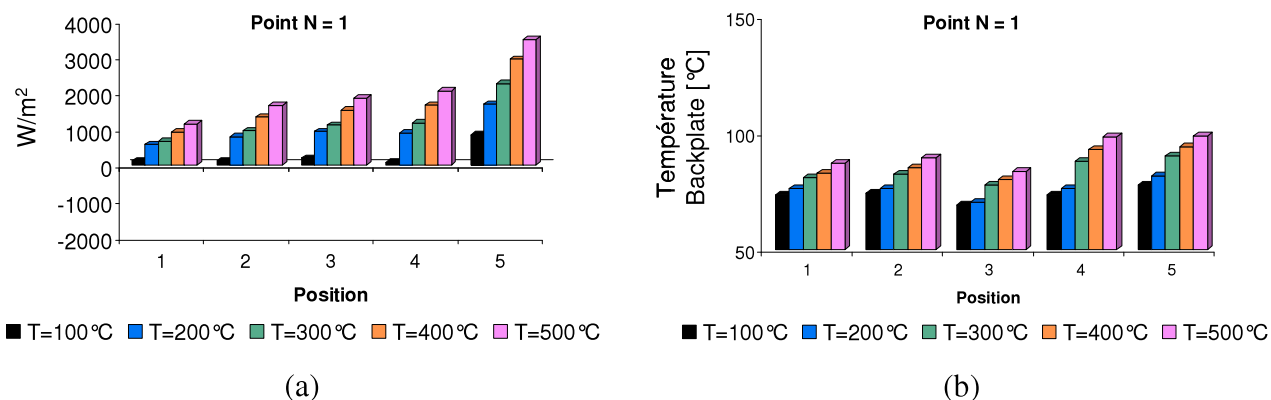 Point N = 1
W/m²
4000
3000
2000
1000
0
-1000
-2000
1 2 3 4 5
Position
T=100°C T=200°C T=300°C T=400°C T=500°C
(a)
Point N = 1
Température
Backplate [°C]
150
100
50
1 2 3 4 5
Position
T=100°C T=200°C T=300°C T=400°C T=500°C
(b)